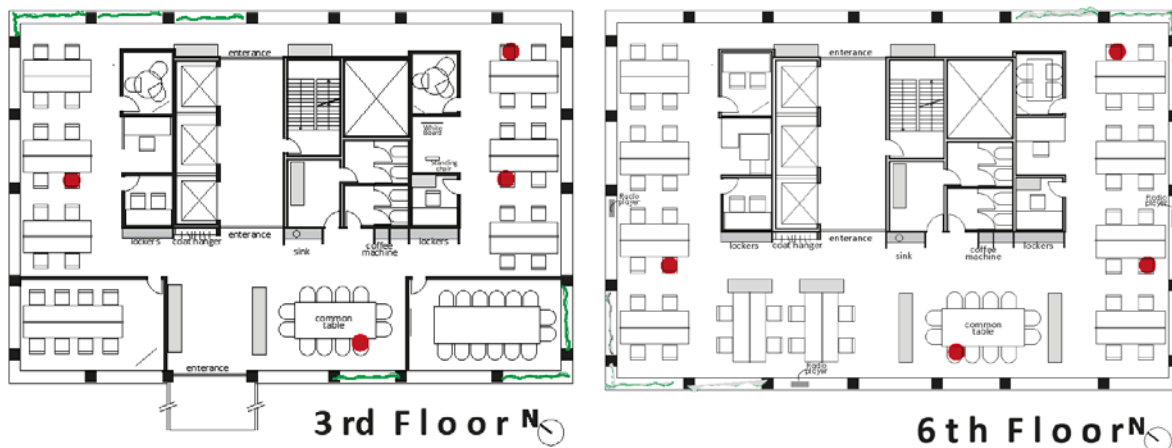 enterance
enterance
White
Board
Standing
chair
Radio
player
Radio
player
lockers
coat hanger
enterance
sink
coffee
machine
lockers
lockers
coat hanger
enterance
sink
coffee
machine
lockers
common
table
common
table
enterance
Radio
player
3rd Floor N
6th Floor N